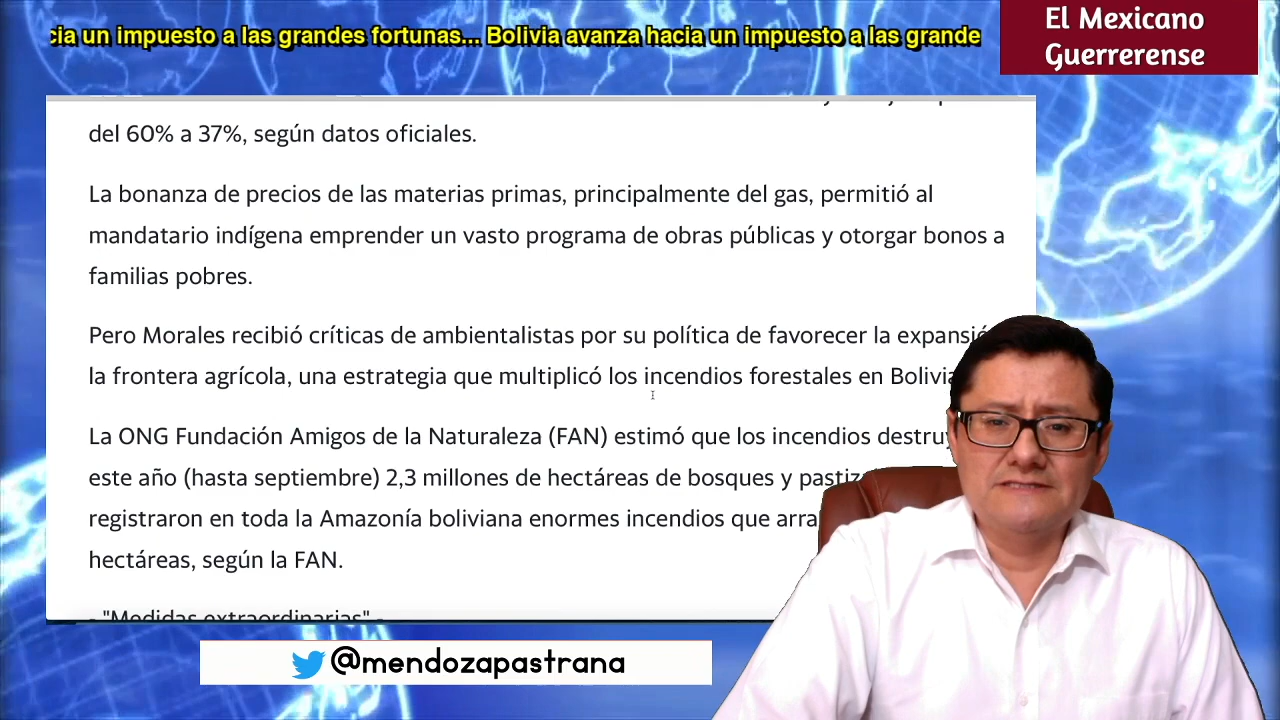 cia un impuesto a las grandes fortunas... Bolivia avanza hacia un impuesto a las grande
El Mexicano
Guerrerense
del 60% a 37%, según datos oficiales.
La bonanza de precios de las materias primas, principalmente del gas, permitió al
mandatario indígena emprender un vasto programa de obras públicas y otorgar bonos a
familias pobres.
Pero Morales recibió críticas de ambientalistas por su política de favorecer la
la frontera agrícola, una estrategia que multiplicó los incendios forestales en Bolivia
La ONG Fundación Amigos de la Naturaleza (FAN) estimó que los incendios
este año (hasta septiembre) 2,3 millones de hectáreas de bosques y
registraron en toda la Amazonía boliviana enormes incendios que
hectáreas, según la FAN.
- "Medidas extraordinarias" -
@mendozapastrana